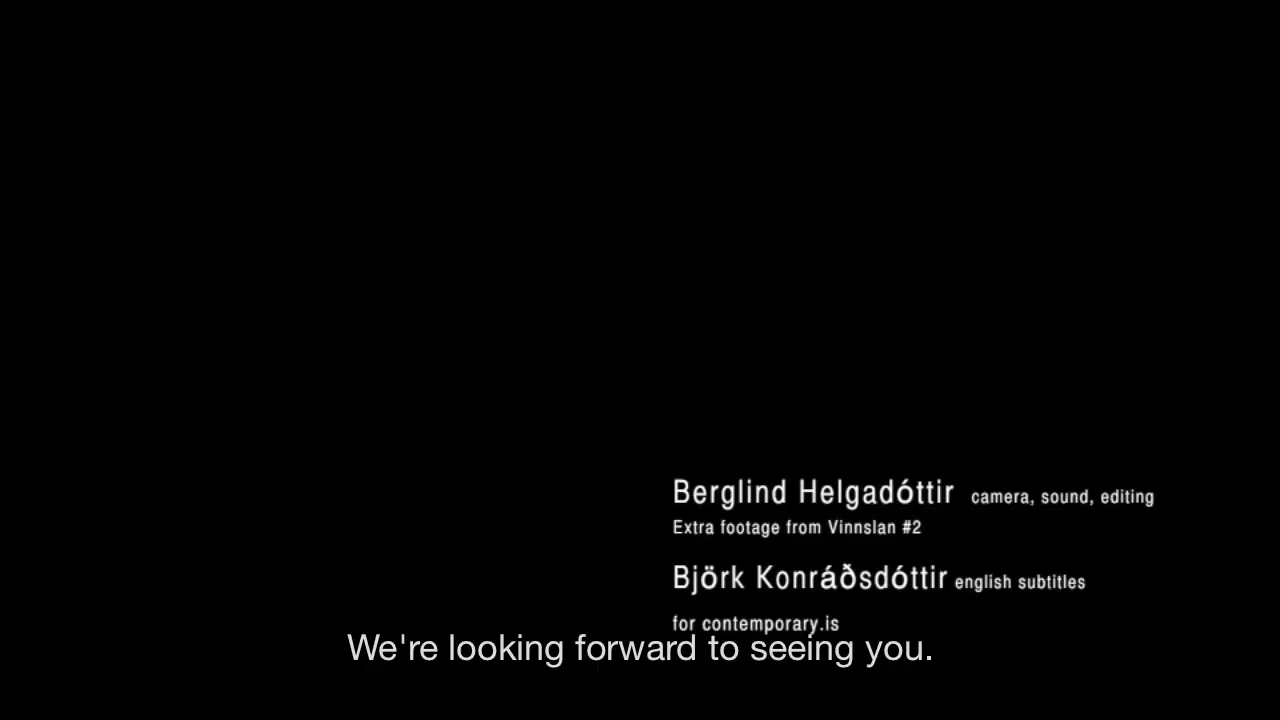 Berglind Helgadóttir camera, sound, editing
Extra footage from Vinnslan #2
Björk Konráðsdóttir english subtitles
for contemporary.is
We're looking forward to seeing you.